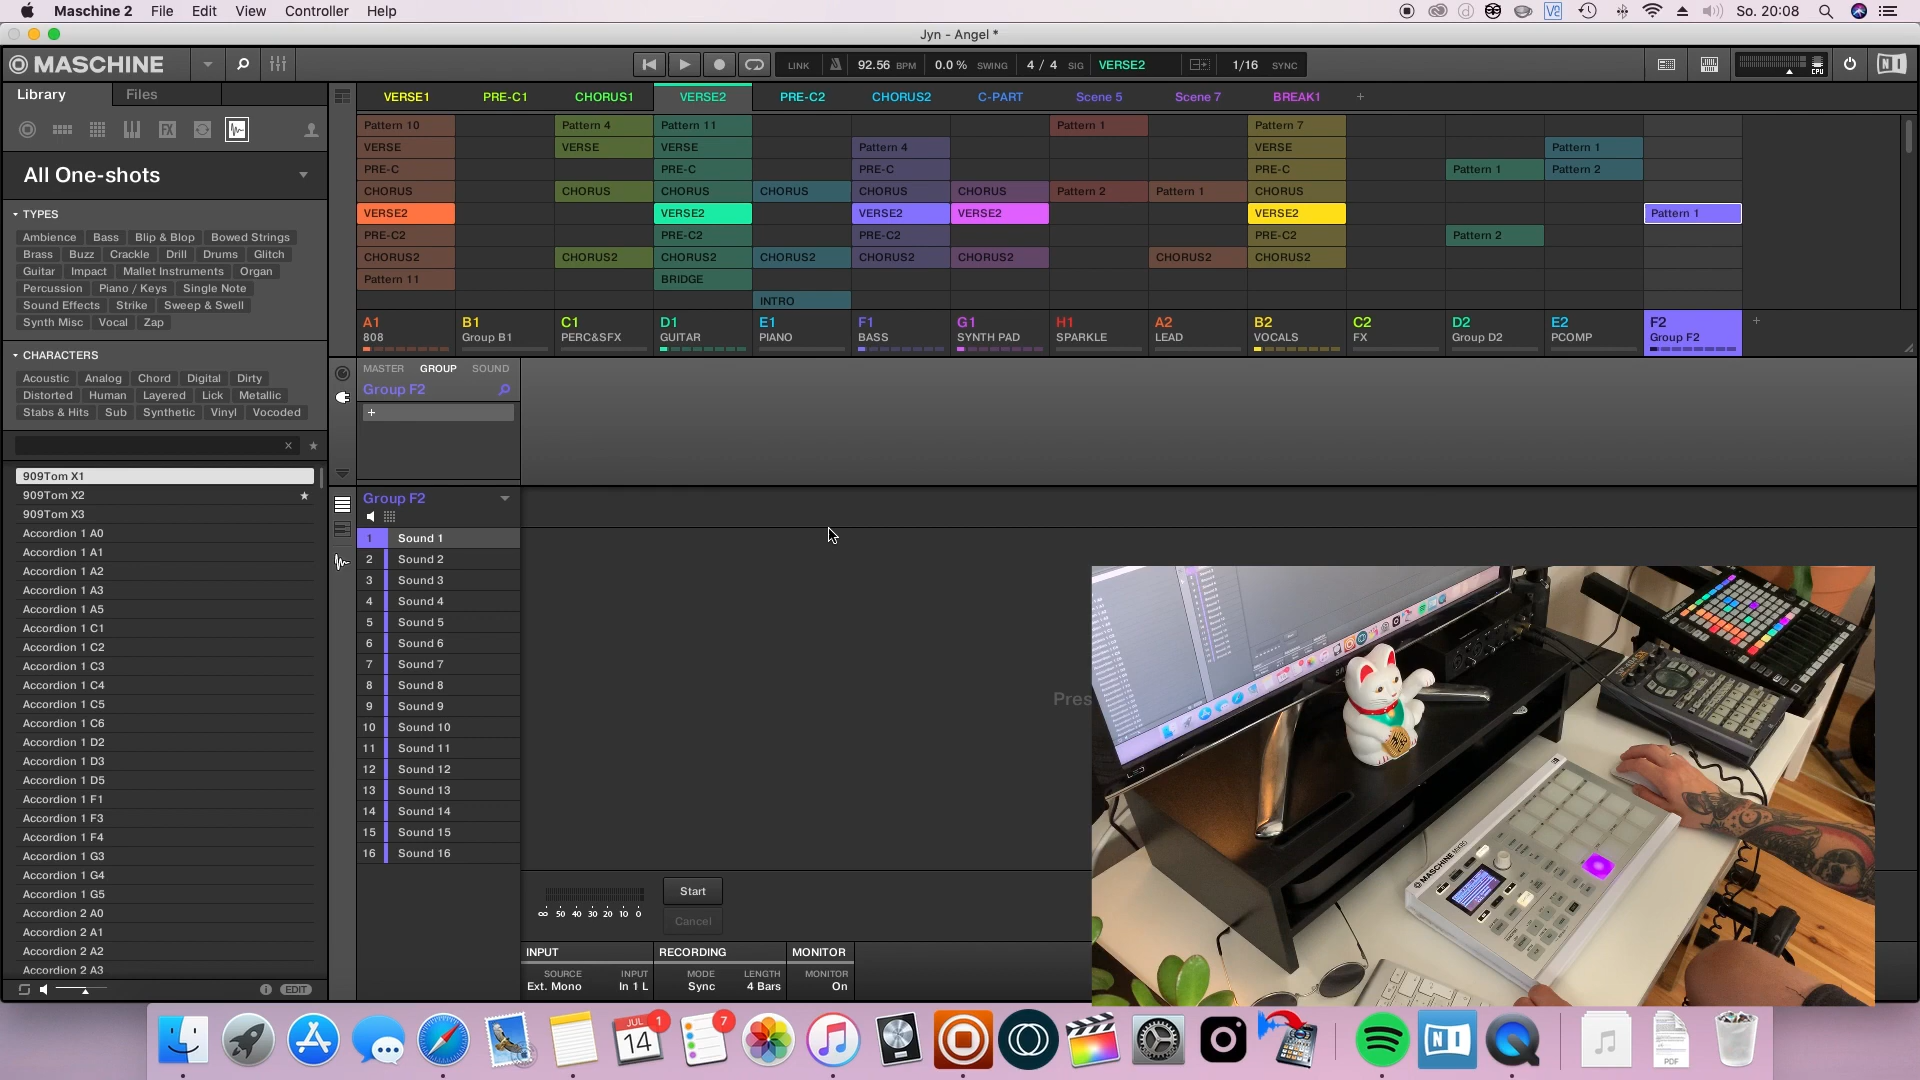 Maschine 2 File Edit View Controller Help So. 20:08
Jyn - Angel *
MASCHINE LINK 92.56 BPM 0.0 % SWING 4 / 4 SIG VERSE2 1/16 SYNC CPU
Library Files
VERSE1 PRE-C1 CHORUS1 VERSE2 PRE-C2 CHORUS2 C-PART Scene 5 Scene 7 BREAK1 +
Pattern 10 Pattern 4 Pattern 11 Pattern 1 Pattern 7
VERSE VERSE VERSE Pattern 4 VERSE Pattern 1
PRE-C PRE-C PRE-C PRE-C Pattern 1 Pattern 2
CHORUS CHORUS CHORUS CHORUS CHORUS CHORUS Pattern 2 Pattern 1 CHORUS
VERSE2 VERSE2 VERSE2 VERSE2 VERSE2 Pattern 1
PRE-C2 PRE-C2 PRE-C2 PRE-C2 Pattern 2
CHORUS2 CHORUS2 CHORUS2 CHORUS2 CHORUS2 CHORUS2 CHORUS2 CHORUS2
Pattern 11 BRIDGE
INTRO
A1 B1 C1 D1 E1 F1 G1 H1 A2 B2 C2 D2 E2 F2 +
808 Group B1 PERC&SFX GUITAR PIANO BASS SYNTH PAD SPARKLE LEAD VOCALS FX Group D2 PCOMP Group F2
All One-shots
TYPES
Ambience Bass Blip & Blop Bowed Strings
Brass Buzz Crackle Drill Drums Glitch
Guitar Impact Mallet Instruments Organ
Percussion Piano / Keys Single Note
Sound Effects Strike Sweep & Swell
Synth Misc Vocal Zap
CHARACTERS
Acoustic Analog Chord Digital Dirty
Distorted Human Layered Lick Metallic
Stabs & Hits Sub Synthetic Vinyl Vocoded
909Tom X1
909Tom X2
909Tom X3
Accordion 1 A0
Accordion 1 A1
Accordion 1 A2
Accordion 1 A3
Accordion 1 A5
Accordion 1 C1
Accordion 1 C2
Accordion 1 C3
Accordion 1 C4
Accordion 1 C5
Accordion 1 C6
Accordion 1 D2
Accordion 1 D3
Accordion 1 D5
Accordion 1 F1
Accordion 1 F3
Accordion 1 F4
Accordion 1 G3
Accordion 1 G4
Accordion 1 G5
Accordion 2 A0
Accordion 2 A1
Accordion 2 A2
Accordion 2 A3
EDIT
MASTER GROUP SOUND
Group F2
+
Group F2
1 Sound 1
2 Sound 2
3 Sound 3
4 Sound 4
5 Sound 5
6 Sound 6
7 Sound 7
8 Sound 8
9 Sound 9
10 Sound 10
11 Sound 11
12 Sound 12
13 Sound 13
14 Sound 14
15 Sound 15
16 Sound 16
Pres
Start
∞ 50 40 30 20 10 0
Cancel
INPUT RECORDING MONITOR
SOURCE INPUT MODE LENGTH MONITOR
Ext. Mono In 1 L Sync 4 Bars On
MASCHINE MIKRO
JUL 1 7
14
PDF